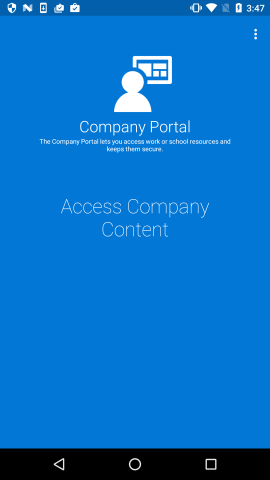 3:47
Company Portal
The Company Portal lets you access work or school resources and
keeps them secure.
Access Company
Content